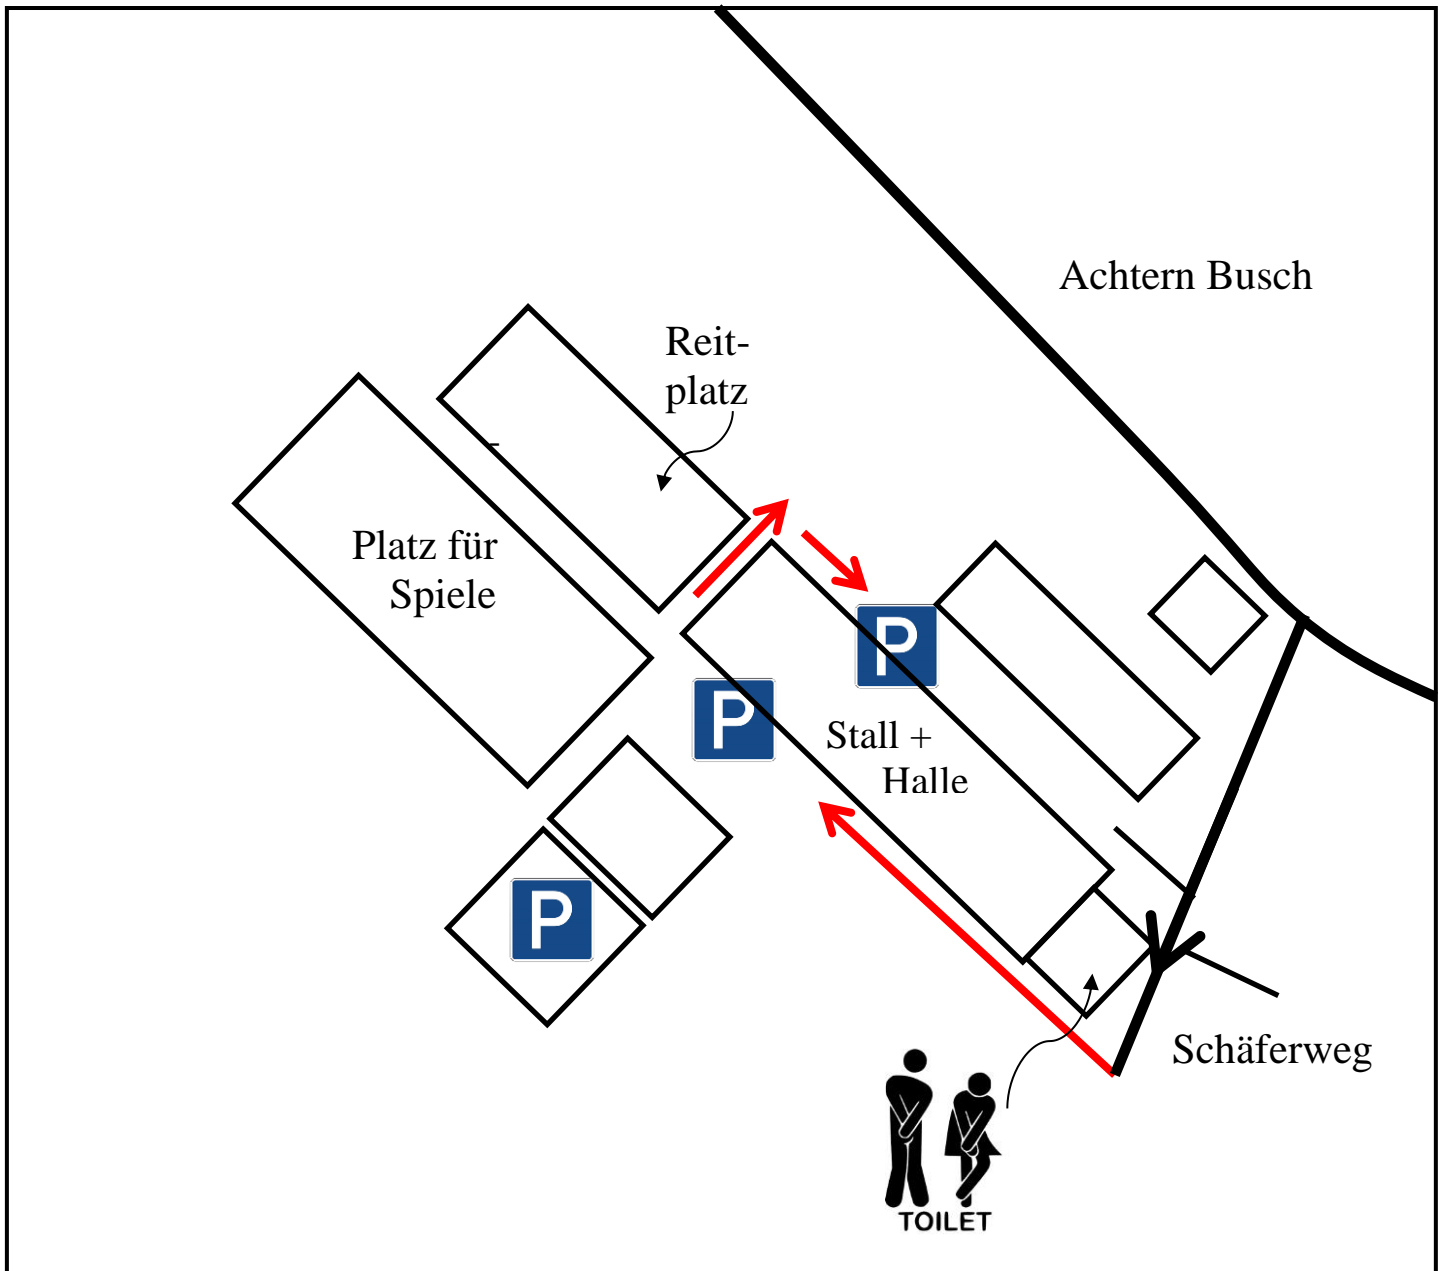 Achtern Busch
Reit-
platz
Platz für
Spiele
P
P
Stall +
Halle
P
Schäferweg
TOILET